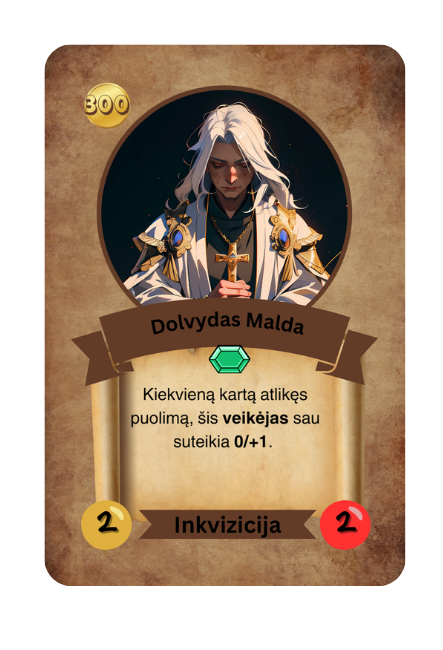 300
Dolvydas Malda
Kiekvieną kartą atlikęs
puolimą, šis veikėjas sau
suteikia 0/+1.
2 Inkvizicija 2